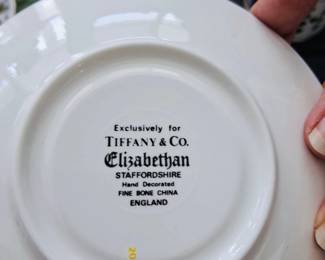 Exclusively for
TIFFANY & CO.
Elizabethan
STAFFORDSHIRE
Hand Decorated
FINE BONE CHINA
ENGLAND